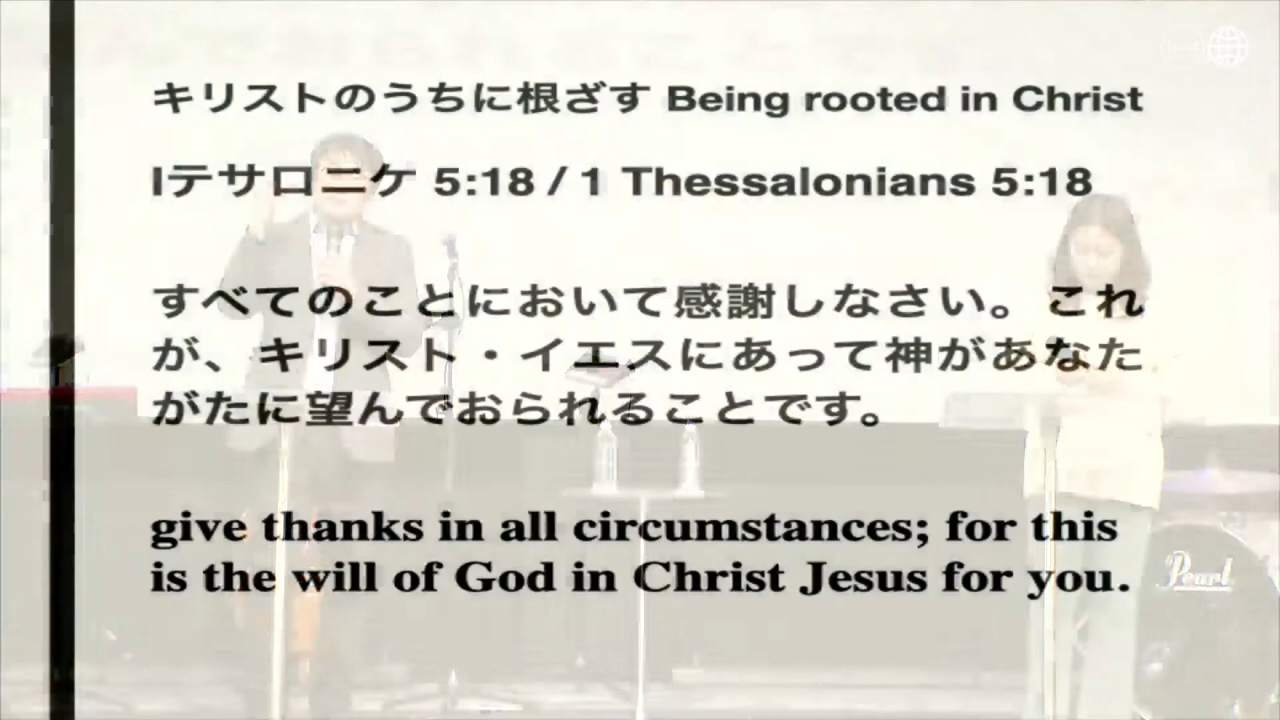 キリストのうちに根ざす Being rooted in Christ
Iテサロニケ 5:18 / 1 Thessalonians 5:18
すべてのことにおいて感謝しなさい。これ
が、キリスト・イエスにあって神があなた
がたに望んでおられることです。
give thanks in all circumstances; for this
is the will of God in Christ Jesus for you.
Pearl